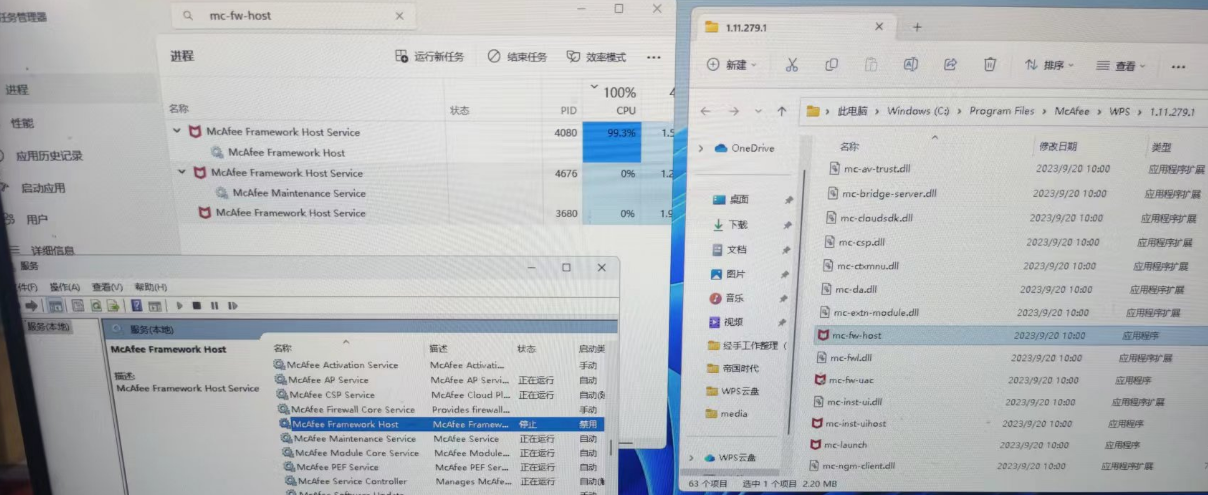 任务管理器
mc-fw-host
进程
运行新任务 结束任务 效率模式
进程
性能
应用历史记录
启动应用
用户
详细信息
100%
名称 状态 PID CPU
McAfee Framework Host Service 4080 99.3%
McAfee Framework Host
McAfee Framework Host Service 4676 0%
McAfee Maintenance Service
McAfee Framework Host Service 3680 0%
服务
操作(A) 查看(V) 帮助(H)
服务(本地)
服务(本地)
McAfee Framework Host
描述:
McAfee Framework Host Service
名称 描述 状态 启动类
McAfee Activation Service McAfee Activati... 手动
McAfee AP Service McAfee AP Servi... 正在运行 自动
McAfee CSP Service McAfee Cloud Pl... 正在运行
McAfee Firewall Core Service Provides firewall... 手动
McAfee Framework Host McAfee Framew... 停止 禁用
McAfee Maintenance Service McAfee Service 正在运行 自动
McAfee Module Core Service McAfee Module... 正在运行 自动
McAfee PEF Service McAfee PEF Ser... 正在运行 自动
McAfee Service Controller Manages McAfe... 正在运行
1.11.279.1
新建 排序 查看
此电脑 > Windows (C:) > Program Files > McAfee > WPS > 1.11.279.1
OneDrive
桌面
下载
文档
图片
音乐
视频
经手工作整理 (
帝国时代
WPS云盘
media
WPS云盘
名称 修改日期 类型
mc-av-trust.dll 2023/9/20 10:00 应用程序扩展
mc-bridge-server.dll 2023/9/20 10:00 应用程序扩展
mc-cloudsdk.dll 2023/9/20 10:00 应用程序扩展
mc-csp.dll 2023/9/20 10:00 应用程序扩展
mc-ctxmnu.dll 2023/9/20 10:00 应用程序扩展
mc-da.dll 2023/9/20 10:00 应用程序扩展
mc-extn-module.dll 2023/9/20 10:00 应用程序扩展
mc-fw-host 2023/9/20 10:00 应用程序
mc-fwl.dll 2023/9/20 10:00 应用程序扩展
mc-fw-uac 2023/9/20 10:00 应用程序
mc-inst-ui.dll 2023/9/20 10:00 应用程序扩展
mc-inst-uihost 2023/9/20 10:00 应用程序
mc-launch 2023/9/20 10:00 应用程序
mc-ngm-client.dll 2023/9/20 10:00 应用程序扩展
63 个项目 选中 1 个项目 2.20 MB